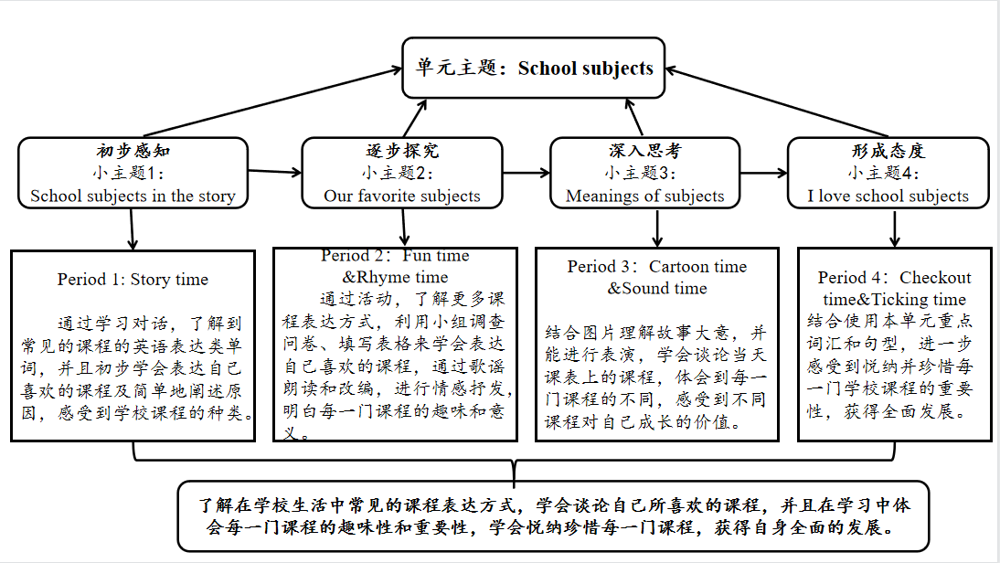 单元主题：School subjects
初步感知
小主题1：
School subjects in the story
逐步探究
小主题2：
Our favorite subjects
深入思考
小主题3：
Meanings of subjects
形成态度
小主题4：
I love school subjects
Period 1: Story time
通过学习对话，了解到
常见的课程的英语表达类单
词，并且初步学会表达自己
喜欢的课程及简单地阐述原
因，感受到学校课程的种类。
Period 2：Fun time
&Rhyme time
通过活动，了解更多课
程表达方式，利用小组调查
问卷、填写表格来学会表达
自己喜欢的课程，通过歌谣
朗读和改编，进行情感抒发，
明白每一门课程的趣味和意
义。
Period 3：Cartoon time
&Sound time
结合图片理解故事大意，并
能进行表演，学会谈论当天
课表上的课程，体会到每一
门课程的不同，感受到不同
课程对自己成长的价值。
Period 4：Checkout
time&Ticking time
结合使用本单元重点
词汇和句型，进一步
感受到悦纳并珍惜每
一门学校课程的重要
性，获得全面发展。
了解在学校生活中常见的课程表达方式，学会谈论自己所喜欢的课程，并且在学习中体
会每一门课程的趣味性和重要性，学会悦纳珍惜每一门课程，获得自身全面的发展。